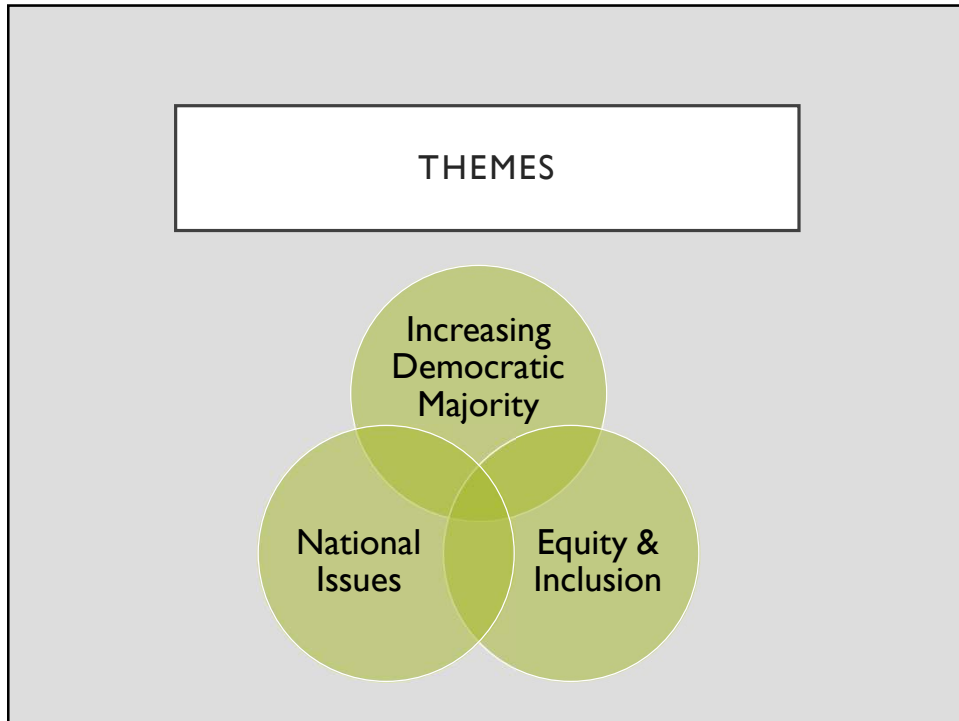 THEMES
Increasing
Democratic
Majority
National
Issues
Equity &
Inclusion